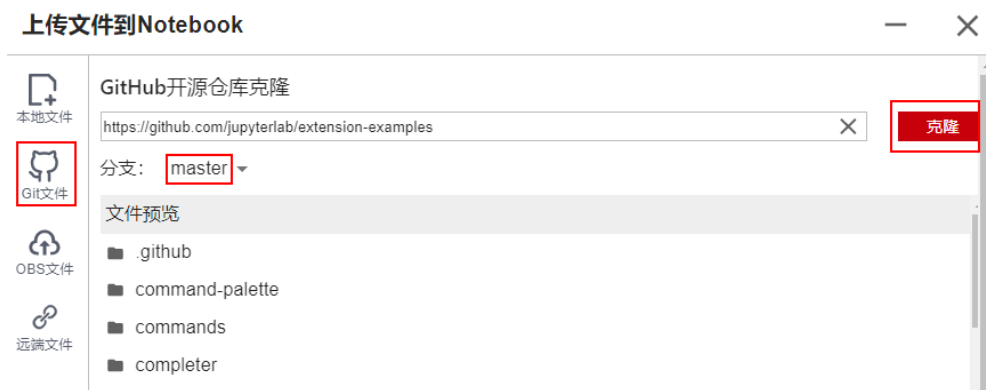 上传文件到Notebook
本地文件
Git文件
OBS文件
远端文件
GitHub开源仓库克隆
https://github.com/jupyterlab/extension-examples
克隆
分支： master
文件预览
.github
command-palette
commands
completer